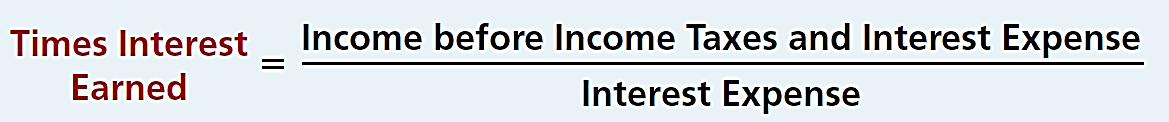 Times Interest
Earned
=
Income before Income Taxes and Interest Expense
Interest Expense